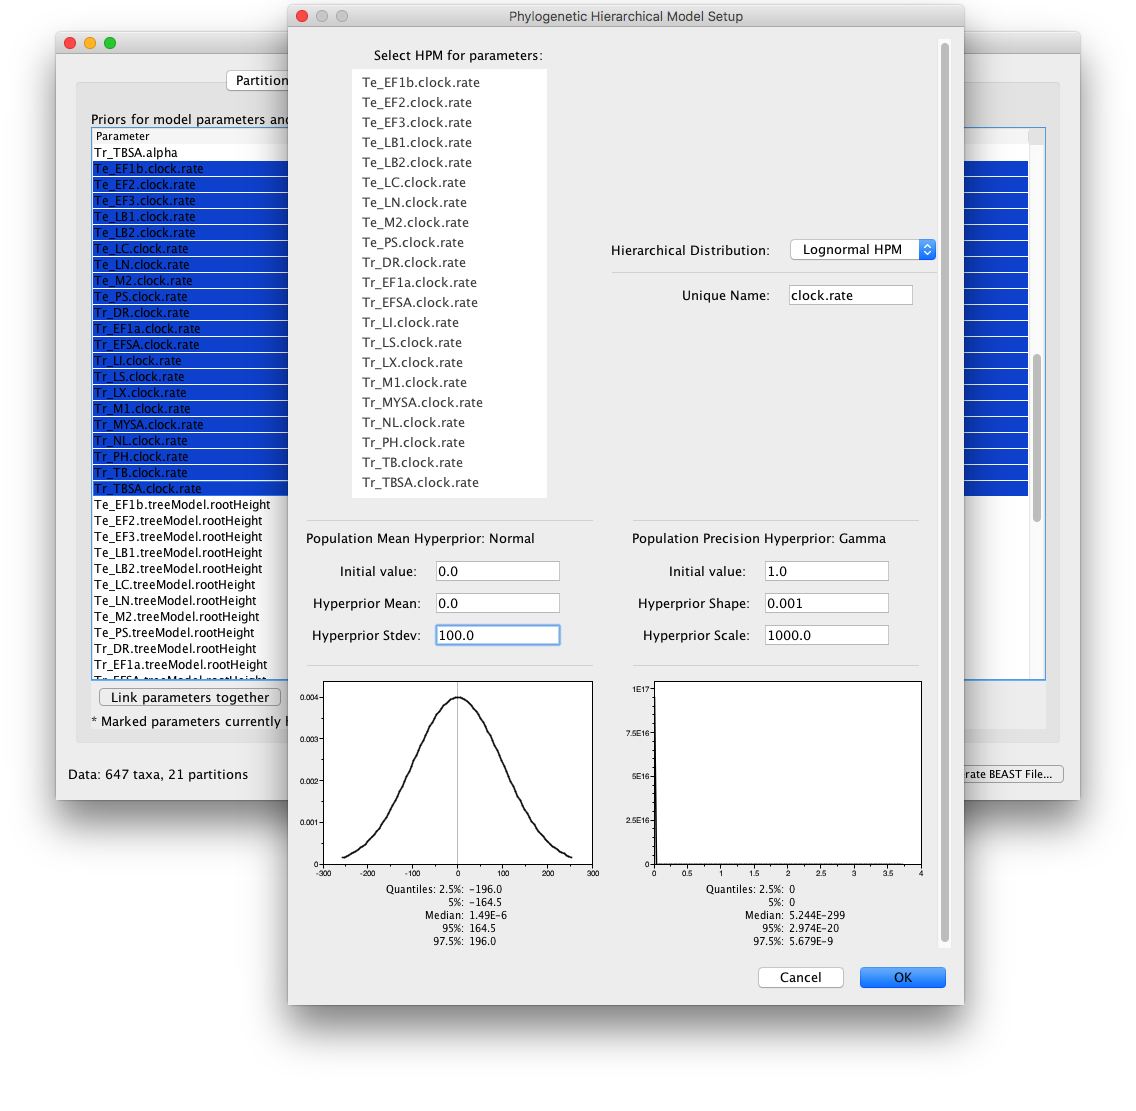 Phylogenetic Hierarchical Model Setup
Select HPM for parameters:
Te_EF1b.clock.rate
Te_EF2.clock.rate
Te_EF3.clock.rate
Te_LB1.clock.rate
Te_LB2.clock.rate
Te_LC.clock.rate
Te_LN.clock.rate
Te_M2.clock.rate
Te_PS.clock.rate
Tr_DR.clock.rate
Tr_EF1a.clock.rate
Tr_EFSA.clock.rate
Tr_LI.clock.rate
Tr_LS.clock.rate
Tr_LX.clock.rate
Tr_M1.clock.rate
Tr_MYSA.clock.rate
Tr_NL.clock.rate
Tr_PH.clock.rate
Tr_TB.clock.rate
Tr_TBSA.clock.rate
Hierarchical Distribution: Lognormal HPM
Unique Name: clock.rate
Population Mean Hyperprior: Normal
Initial value: 0.0
Hyperprior Mean: 0.0
Hyperprior Stdev: 100.0
Population Precision Hyperprior: Gamma
Initial value: 1.0
Hyperprior Shape: 0.001
Hyperprior Scale: 1000.0
0.004
0.003
0.002
0.001
0
-300 -200 -100 0 100 200 300
Quantiles: 2.5%: -196.0
5%: -164.5
Median: 1.49E-6
95%: 164.5
97.5%: 196.0
1E17
7.5E16
5E16
2.5E16
0
0 0.5 1 1.5 2 2.5 3 3.5 4
Quantiles: 2.5%: 0
5%: 0
Median: 5.244E-299
95%: 2.974E-20
97.5%: 5.679E-9
Cancel OK
Partition
Priors for model parameters and
Parameter
Tr_TBSA.alpha
Te_EF1b.clock.rate
Te_EF2.clock.rate
Te_EF3.clock.rate
Te_LB1.clock.rate
Te_LB2.clock.rate
Te_LC.clock.rate
Te_LN.clock.rate
Te_M2.clock.rate
Te_PS.clock.rate
Tr_DR.clock.rate
Tr_EF1a.clock.rate
Tr_EFSA.clock.rate
Tr_LI.clock.rate
Tr_LS.clock.rate
Tr_LX.clock.rate
Tr_M1.clock.rate
Tr_MYSA.clock.rate
Tr_NL.clock.rate
Tr_PH.clock.rate
Tr_TB.clock.rate
Tr_TBSA.clock.rate
Te_EF1b.treeModel.rootHeight
Te_EF2.treeModel.rootHeight
Te_EF3.treeModel.rootHeight
Te_LB1.treeModel.rootHeight
Te_LB2.treeModel.rootHeight
Te_LC.treeModel.rootHeight
Te_LN.treeModel.rootHeight
Te_M2.treeModel.rootHeight
Te_PS.treeModel.rootHeight
Tr_DR.treeModel.rootHeight
Tr_EF1a.treeModel.rootHeight
Link parameters together
* Marked parameters currently
Data: 647 taxa, 21 partitions
rate BEAST File...